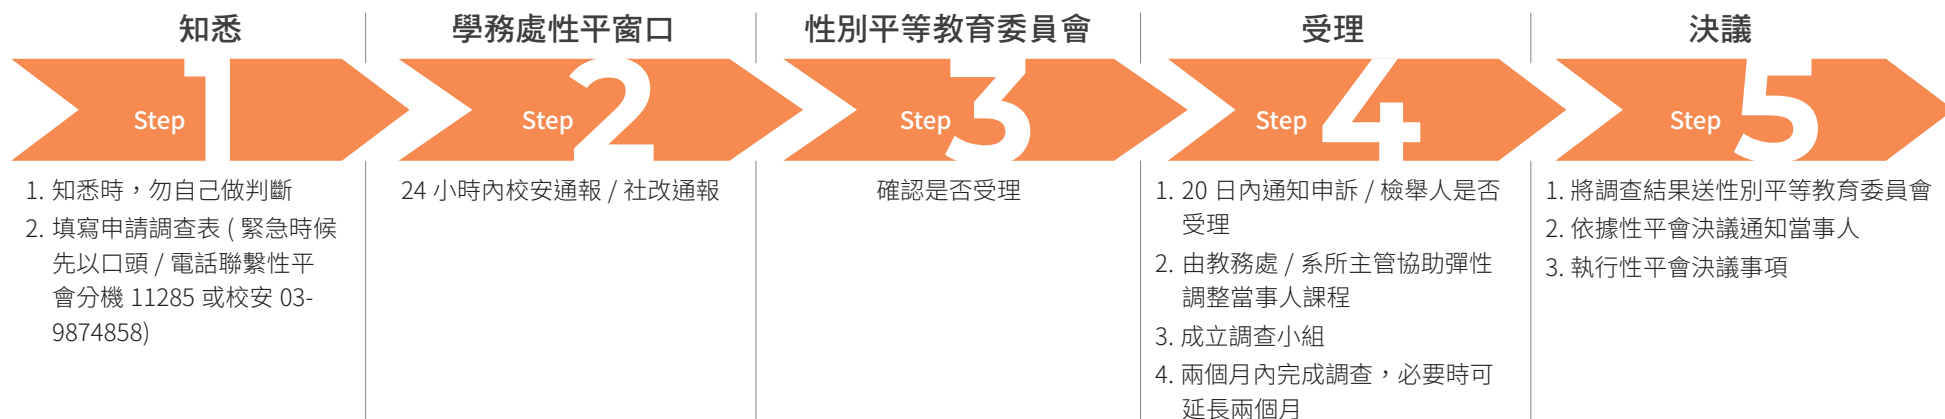 知悉
Step 1
1. 知悉時，勿自己做判斷
2. 填寫申請調查表 ( 緊急時候
先以口頭 / 電話聯繫性平
會分機 11285 或校安 03-
9874858)
學務處性平窗口
Step 2
24 小時內校安通報 / 社改通報
性別平等教育委員會
Step 3
確認是否受理
受理
Step 4
1. 20 日內通知申訴 / 檢舉人是否
受理
2. 由教務處 / 系所主管協助彈性
調整當事人課程
3. 成立調查小組
4. 兩個月內完成調查，必要時可
延長兩個月
決議
Step 5
1. 將調查結果送性別平等教育委員會
2. 依據性平會決議通知當事人
3. 執行性平會決議事項